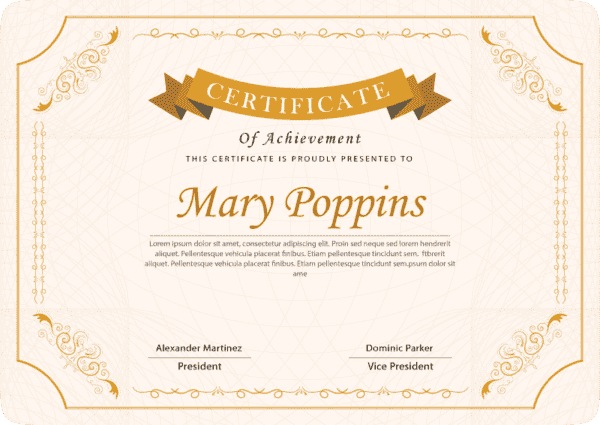 CERTIFICATE
Of Achievement
THIS CERTIFICATE IS PROUDLY PRESENTED TO
Mary Poppins
Lorem ipsum dolor sit amet, consectetur adipiscing elit. Proin sed neque sed lorem hendrerit
aliquet. Pellentesque vehicula placerat finibus. Etiam pellentesque tincidunt sem. ftbrerit
aliquet. Pellentesque vehicula placerat finibus. Etiam pellentesque tincidunt sem.psum dolor sit
ame
Alexander Martinez
President
Dominic Parker
Vice President